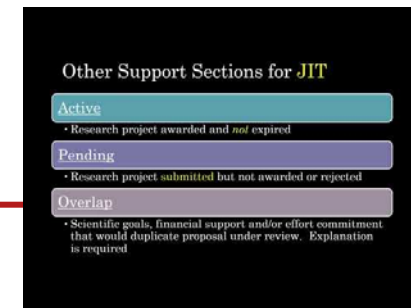 Other Support Sections for JIT
Active
• Research project awarded and not expired
Pending
• Research project submitted but not awarded or rejected
Overlap
• Scientific goals, financial support and/or effort commitment
that would duplicate proposal under review. Explanation
is required